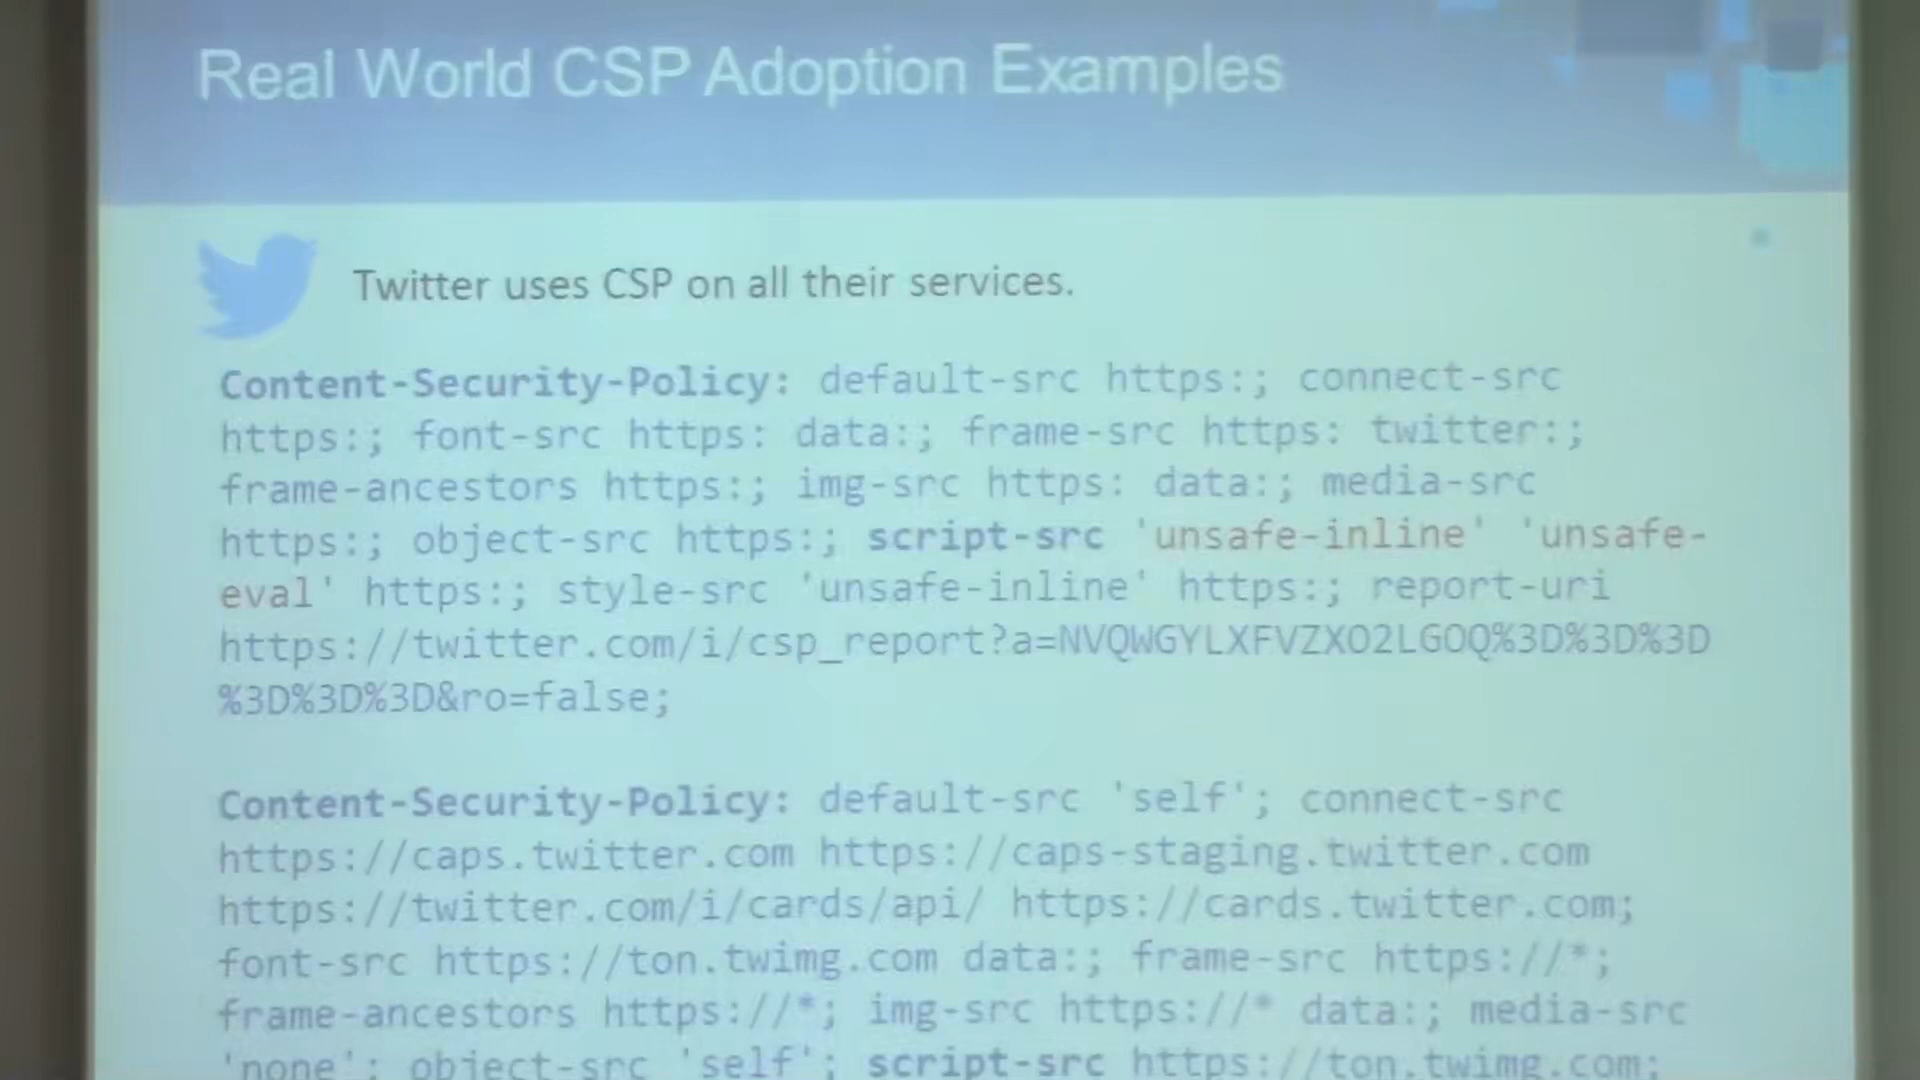 Real World CSP Adoption Examples
Twitter uses CSP on all their services.
Content-Security-Policy: default-src https:; connect-src
https:; font-src https: data:; frame-src https: twitter:;
frame-ancestors https:; img-src https: data:; media-src
https:; object-src https:; script-src 'unsafe-inline' 'unsafe-
eval' https:; style-src 'unsafe-inline' https:; report-uri
https://twitter.com/i/csp_report?a=NVQWGYLXFVZXO2LGOQ%3D%3D%3D
%3D%3D%3D&ro=false;
Content-Security-Policy: default-src 'self'; connect-src
https://caps.twitter.com https://caps-staging.twitter.com
https://twitter.com/i/cards/api/ https://cards.twitter.com;
font-src https://ton.twimg.com data:; frame-src https://*;
frame-ancestors https://*; img-src https://* data:; media-src
'none'; object-src 'self'; script-src https://ton.twimg.com;